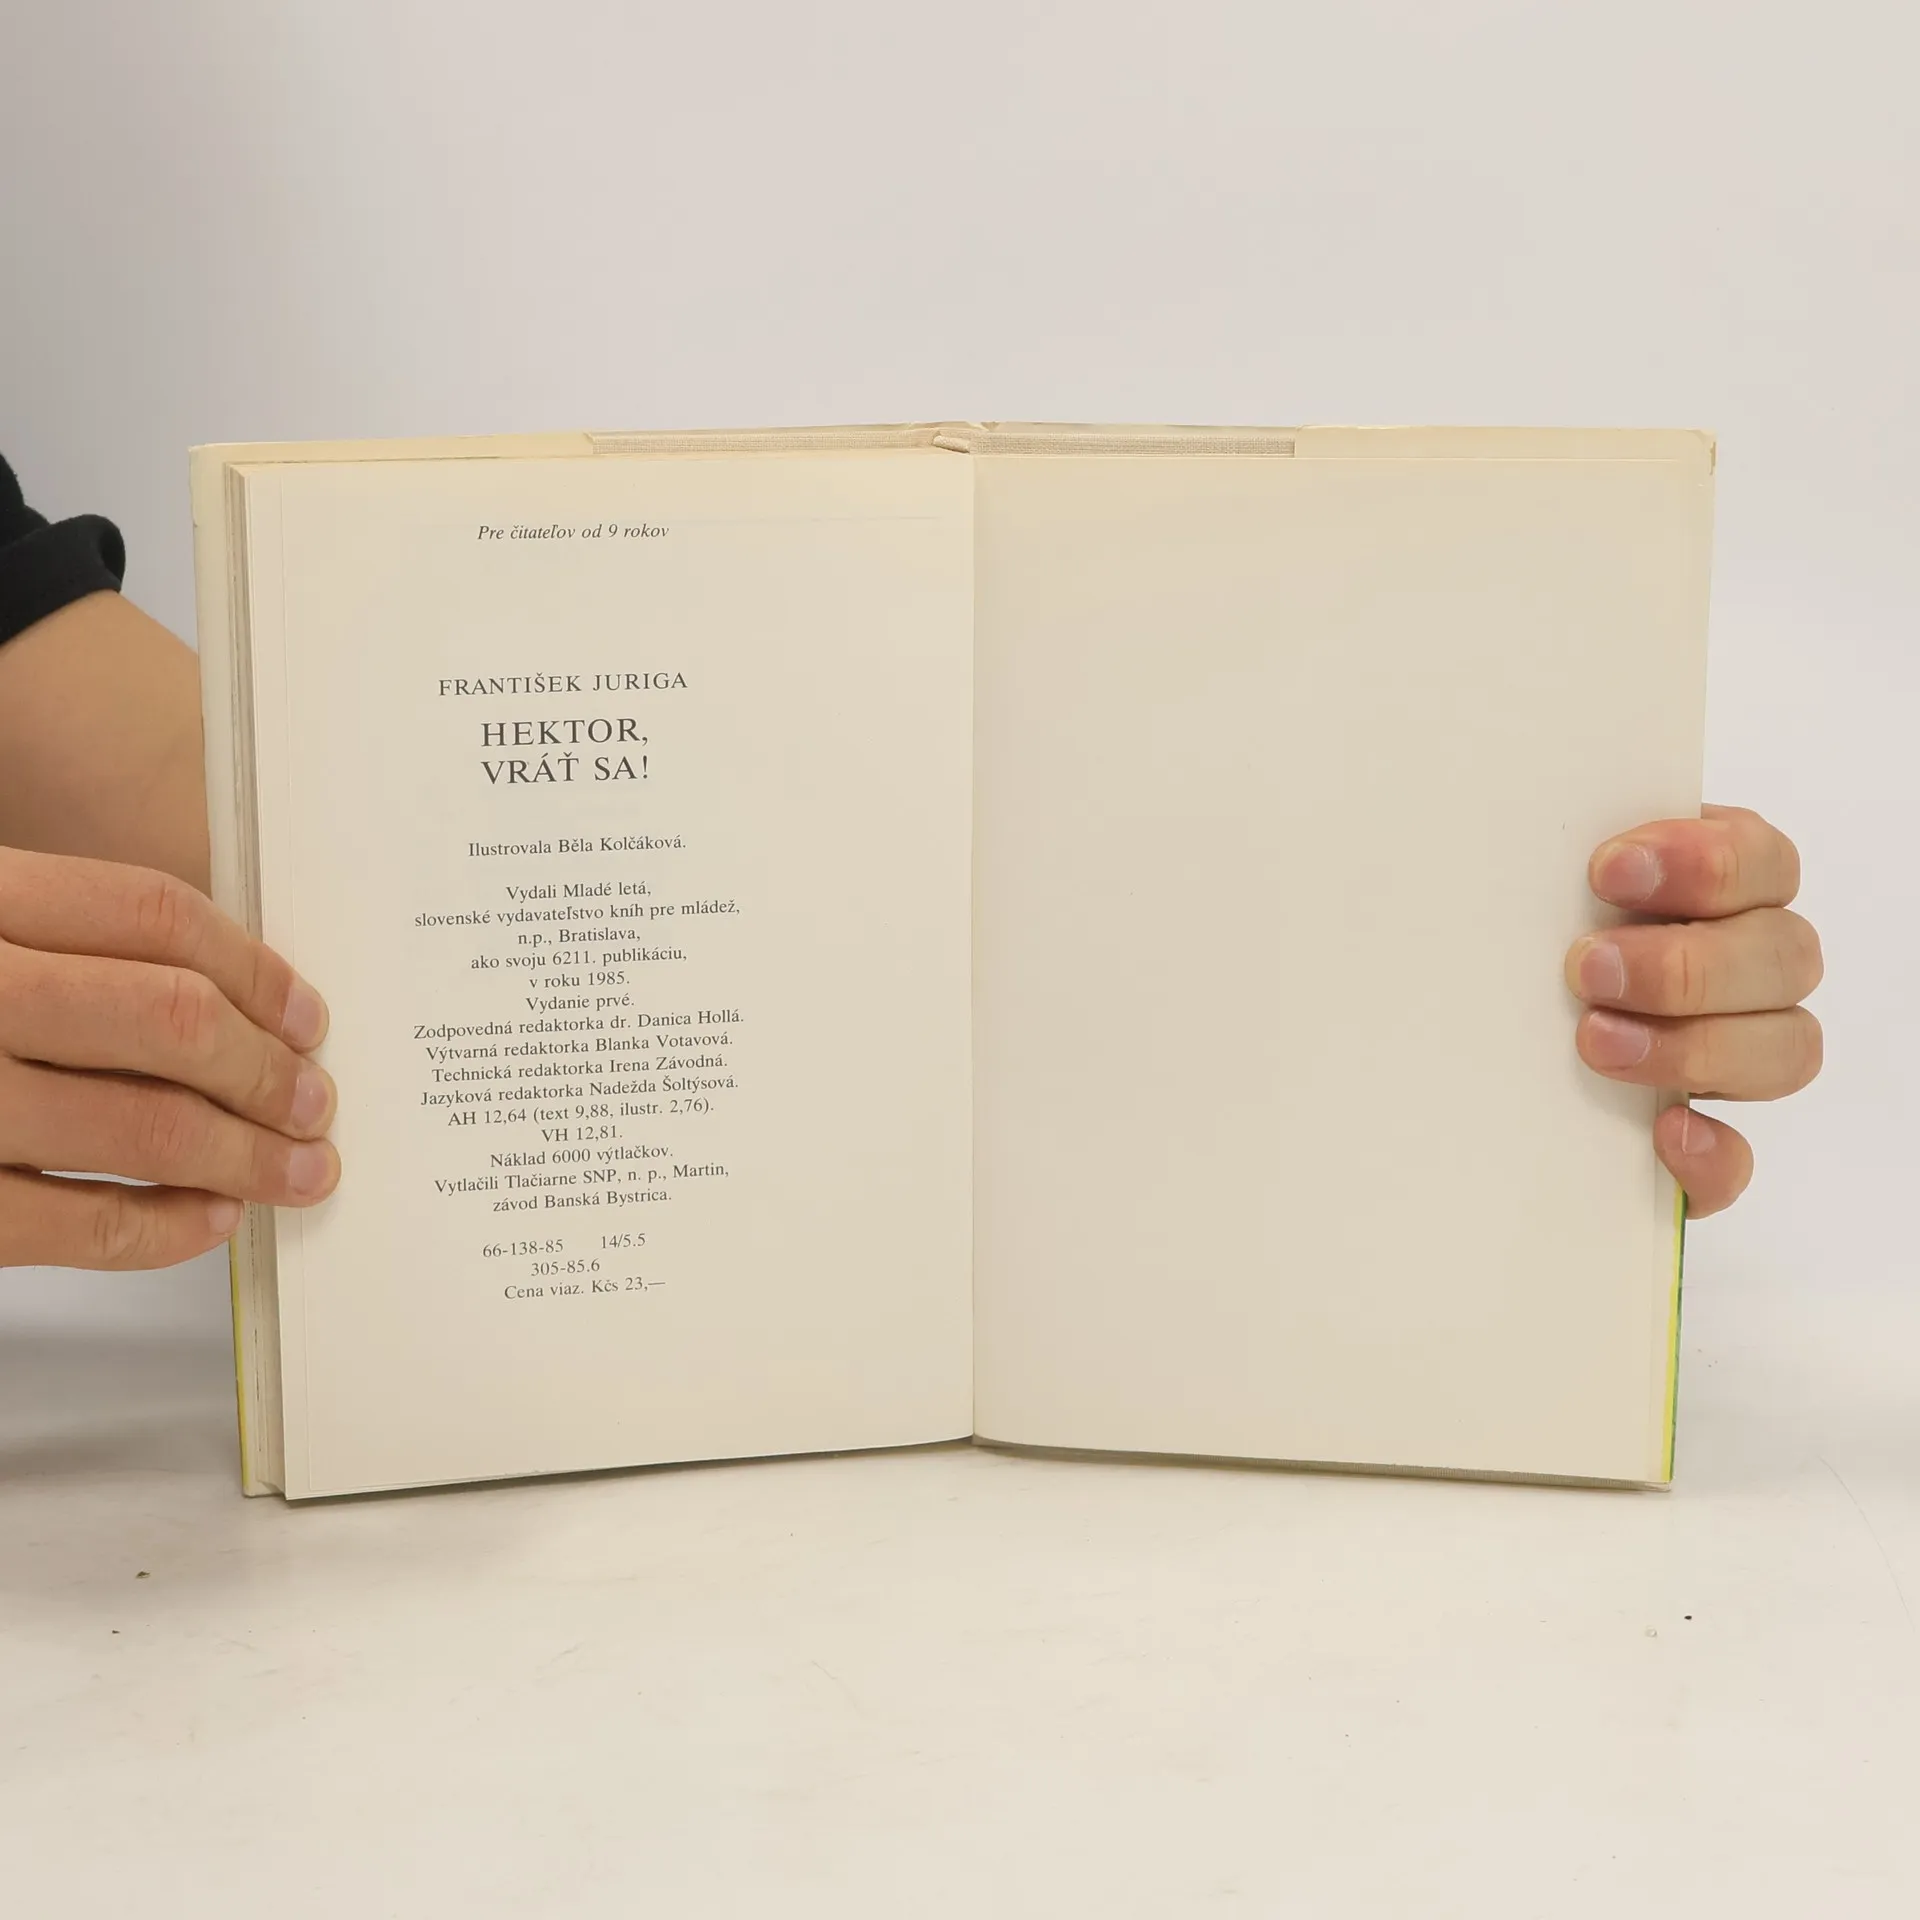 Pre čitateľov od 9 rokov
FRANTIŠEK JURIGA
HEKTOR,
VRÁŤ SA!
Ilustrovala Běla Kolčáková.
Vydali Mladé letá,
slovenské vydavateľstvo kníh pre mládež,
n.p., Bratislava,
ako svoju 6211. publikáciu,
v roku 1985.
Vydanie prvé.
Zodpovedná redaktorka dr. Danica Hollá.
Výtvarná redaktorka Blanka Votavová.
Technická redaktorka Irena Závodná.
Jazyková redaktorka Nadežda Šoltýsová.
AH 12,64 (text 9,88, ilustr. 2,76).
VH 12,81.
Náklad 6000 výtlačkov.
Vytlačili Tlačiarne SNP, n. p., Martin,
závod Banská Bystrica.
66-138-85 14/5.5
305-85.6
Cena viaz. Kčs 23,—